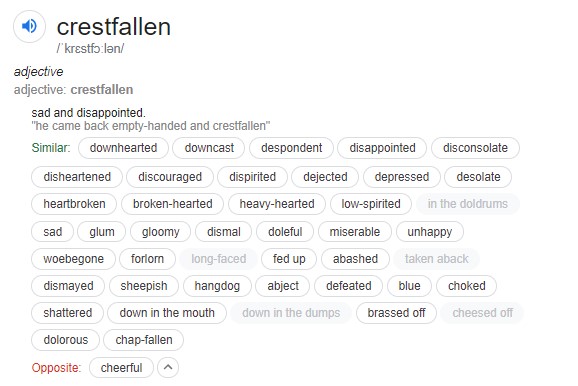 crestfallen
/ˈkrɛstfɔːlən/
adjective
adjective: crestfallen
sad and disappointed.
"he came back empty-handed and crestfallen"
Similar: downhearted downcast despondent disappointed disconsolate
disheartened discouraged dispirited dejected depressed desolate
heartbroken broken-hearted heavy-hearted low-spirited in the doldrums
sad glum gloomy dismal doleful miserable unhappy
woebegone forlorn long-faced fed up abashed taken aback
dismayed sheepish hangdog abject defeated blue choked
shattered down in the mouth down in the dumps brassed off cheesed off
dolorous chap-fallen
Opposite: cheerful